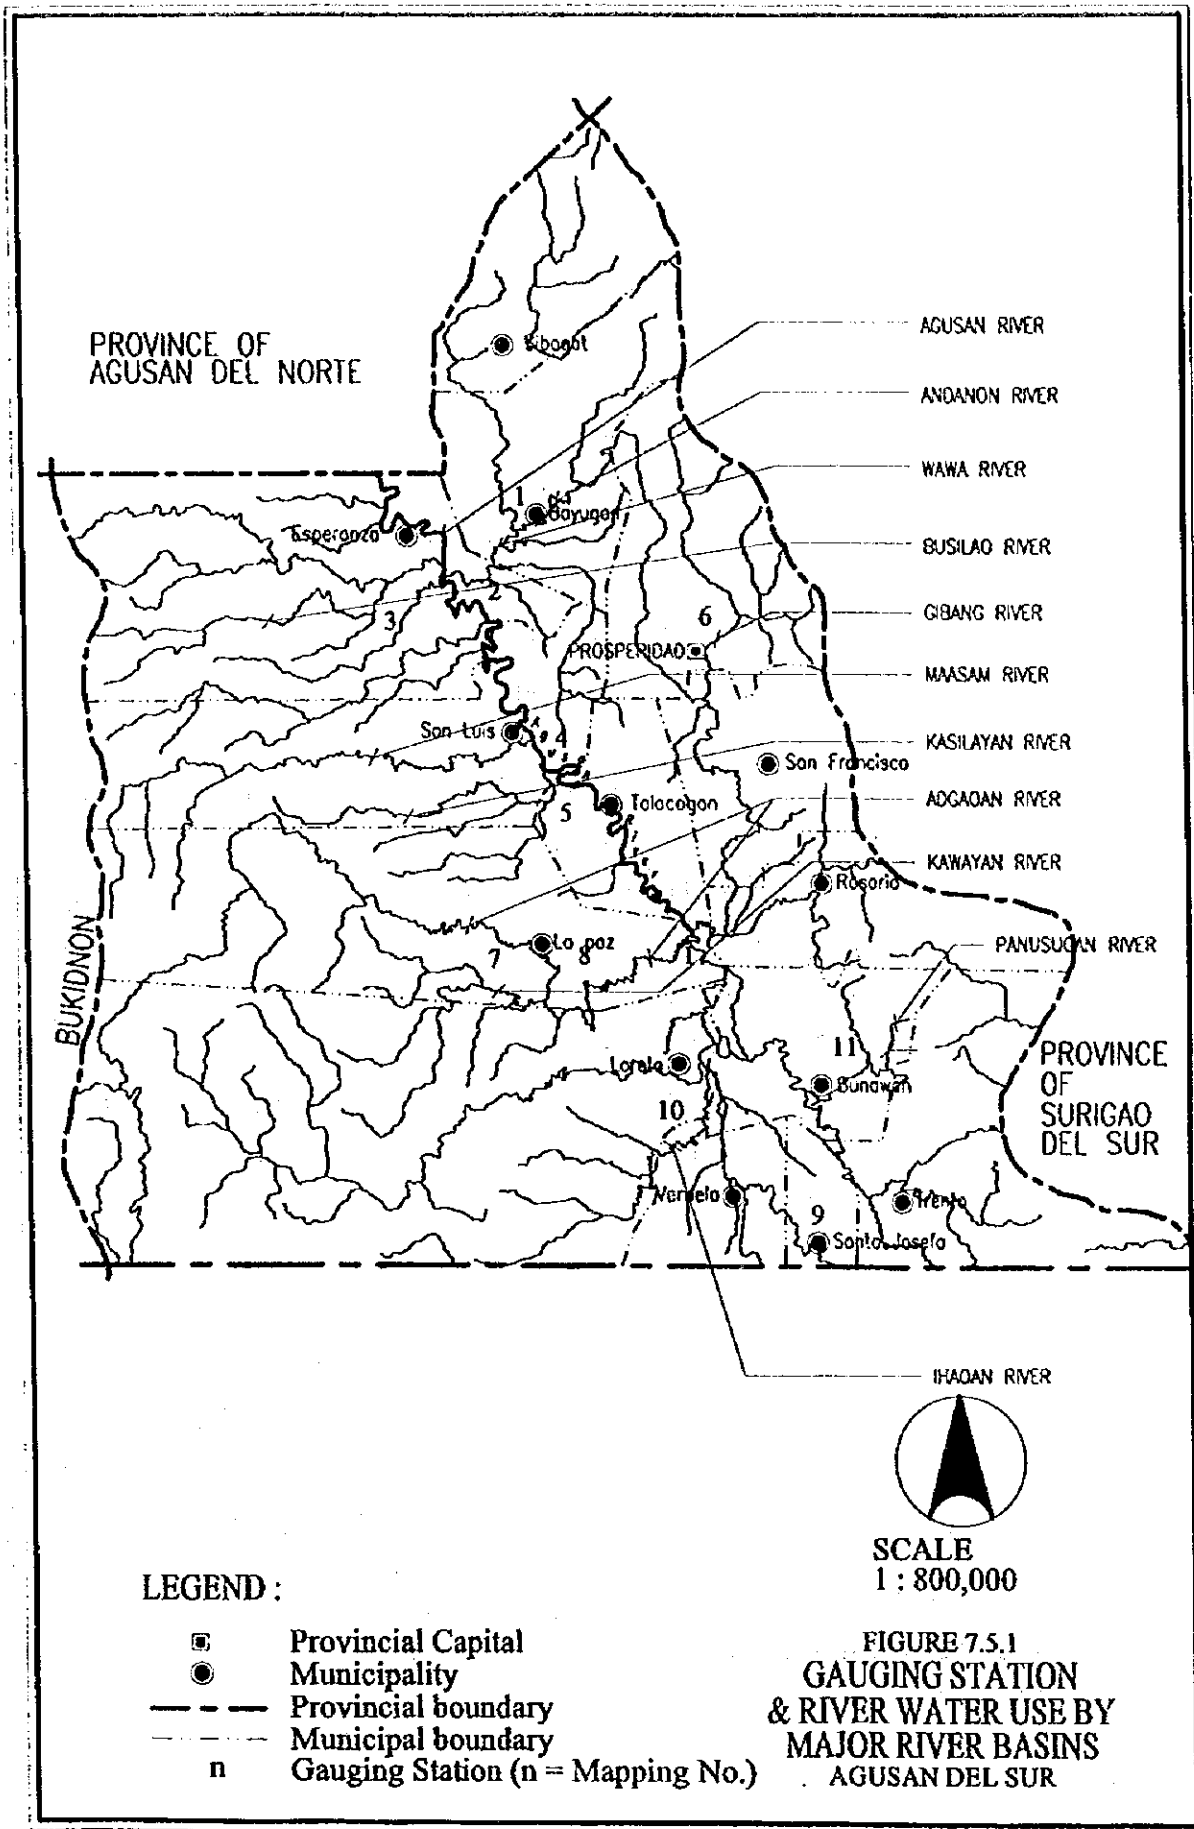 PROVINCE OF
AGUSAN DEL NORTE
AGUSAN RIVER
ANDANON RIVER
WAWA RIVER
BUSILAO RIVER
GIBANG RIVER
MAASAM RIVER
KASILAYAN RIVER
ADGAOAN RIVER
KAWAYAN RIVER
PANUSUGAN RIVER
IHAOAN RIVER
Sibagat
1
Bayugan
Esperanza
2
3
6
PROSPERIDAD
San Luis
4
San Francisco
5
Talacogon
Rosario
La paz
7
8
BUKIDNON
Loreto
11
Bunawan
10
PROVINCE
OF
SURIGAO
DEL SUR
Veruela
Trento
9
Santa Josefa
SCALE
1 : 800,000
LEGEND :
Provincial Capital
Municipality
Provincial boundary
Municipal boundary
n Gauging Station (n = Mapping No.)
FIGURE 7.5.1
GAUGING STATION
& RIVER WATER USE BY
MAJOR RIVER BASINS
AGUSAN DEL SUR